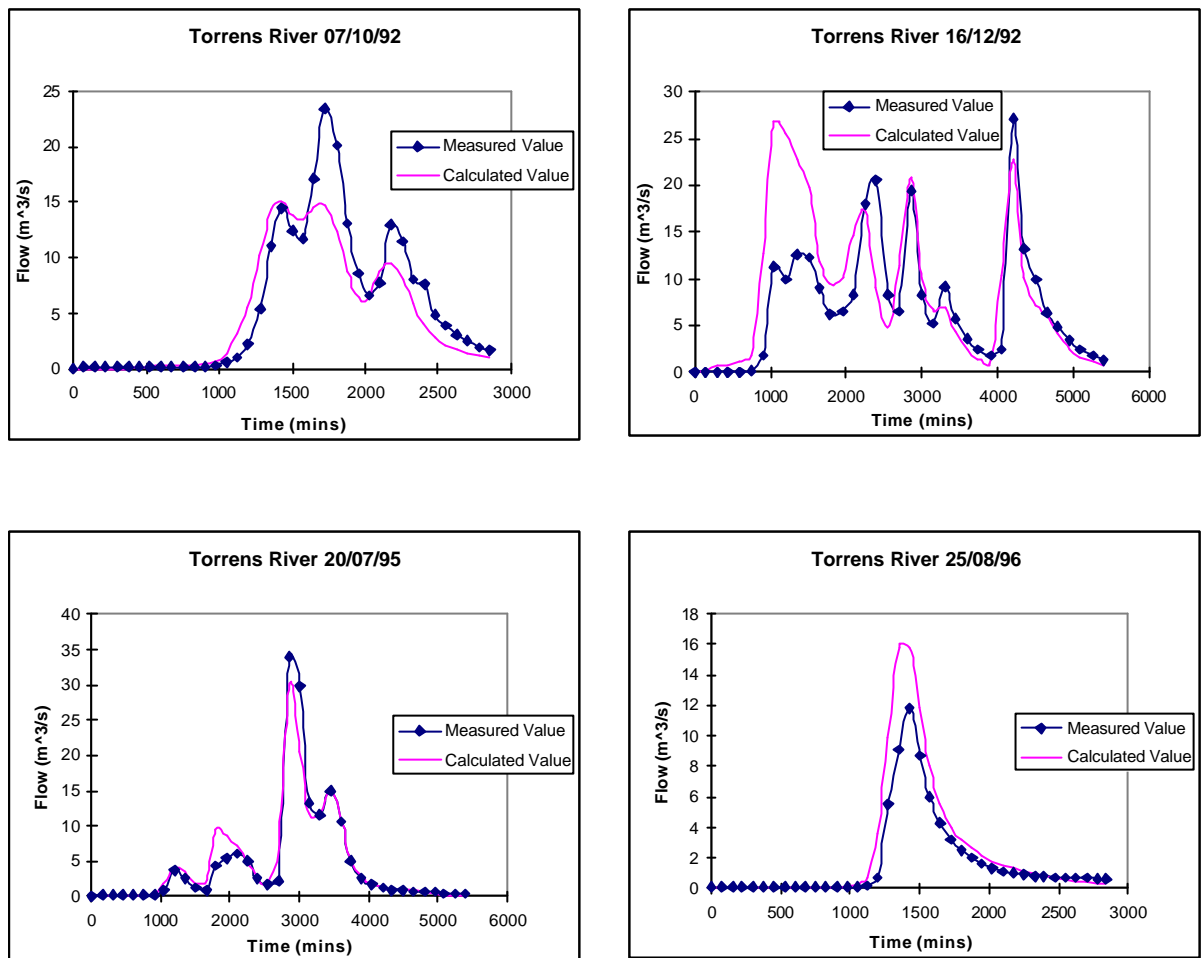 Torrens River 07/10/92
25
20
15
10
5
0
Flow (m^3/s)
0 500 1000 1500 2000 2500 3000
Time (mins)
Measured Value
Calculated Value
Torrens River 16/12/92
30
25
20
15
10
5
0
Flow (m^3/s)
0 1000 2000 3000 4000 5000 6000
Time (mins)
Measured Value
Calculated Value
Torrens River 20/07/95
40
35
30
25
20
15
10
5
0
Flow (m^3/s)
0 1000 2000 3000 4000 5000 6000
Time (mins)
Measured Value
Calculated Value
Torrens River 25/08/96
18
16
14
12
10
8
6
4
2
0
Flow (m^3/s)
0 500 1000 1500 2000 2500 3000
Time (mins)
Measured Value
Calculated Value